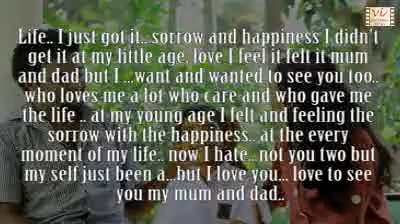 Life.. I just got it...sorrow and happiness I didn't
get it at my little age, love I feel it felt it mum
and dad but I ...want and wanted to see you too..
who loves me a lot who care and who gave me
the life .. at my young age I felt and feeling the
sorrow with the happiness.. at the every
moment of my life.. now I hate.. not you two but
my self just been a...but I love you... love to see
you my mum and dad..